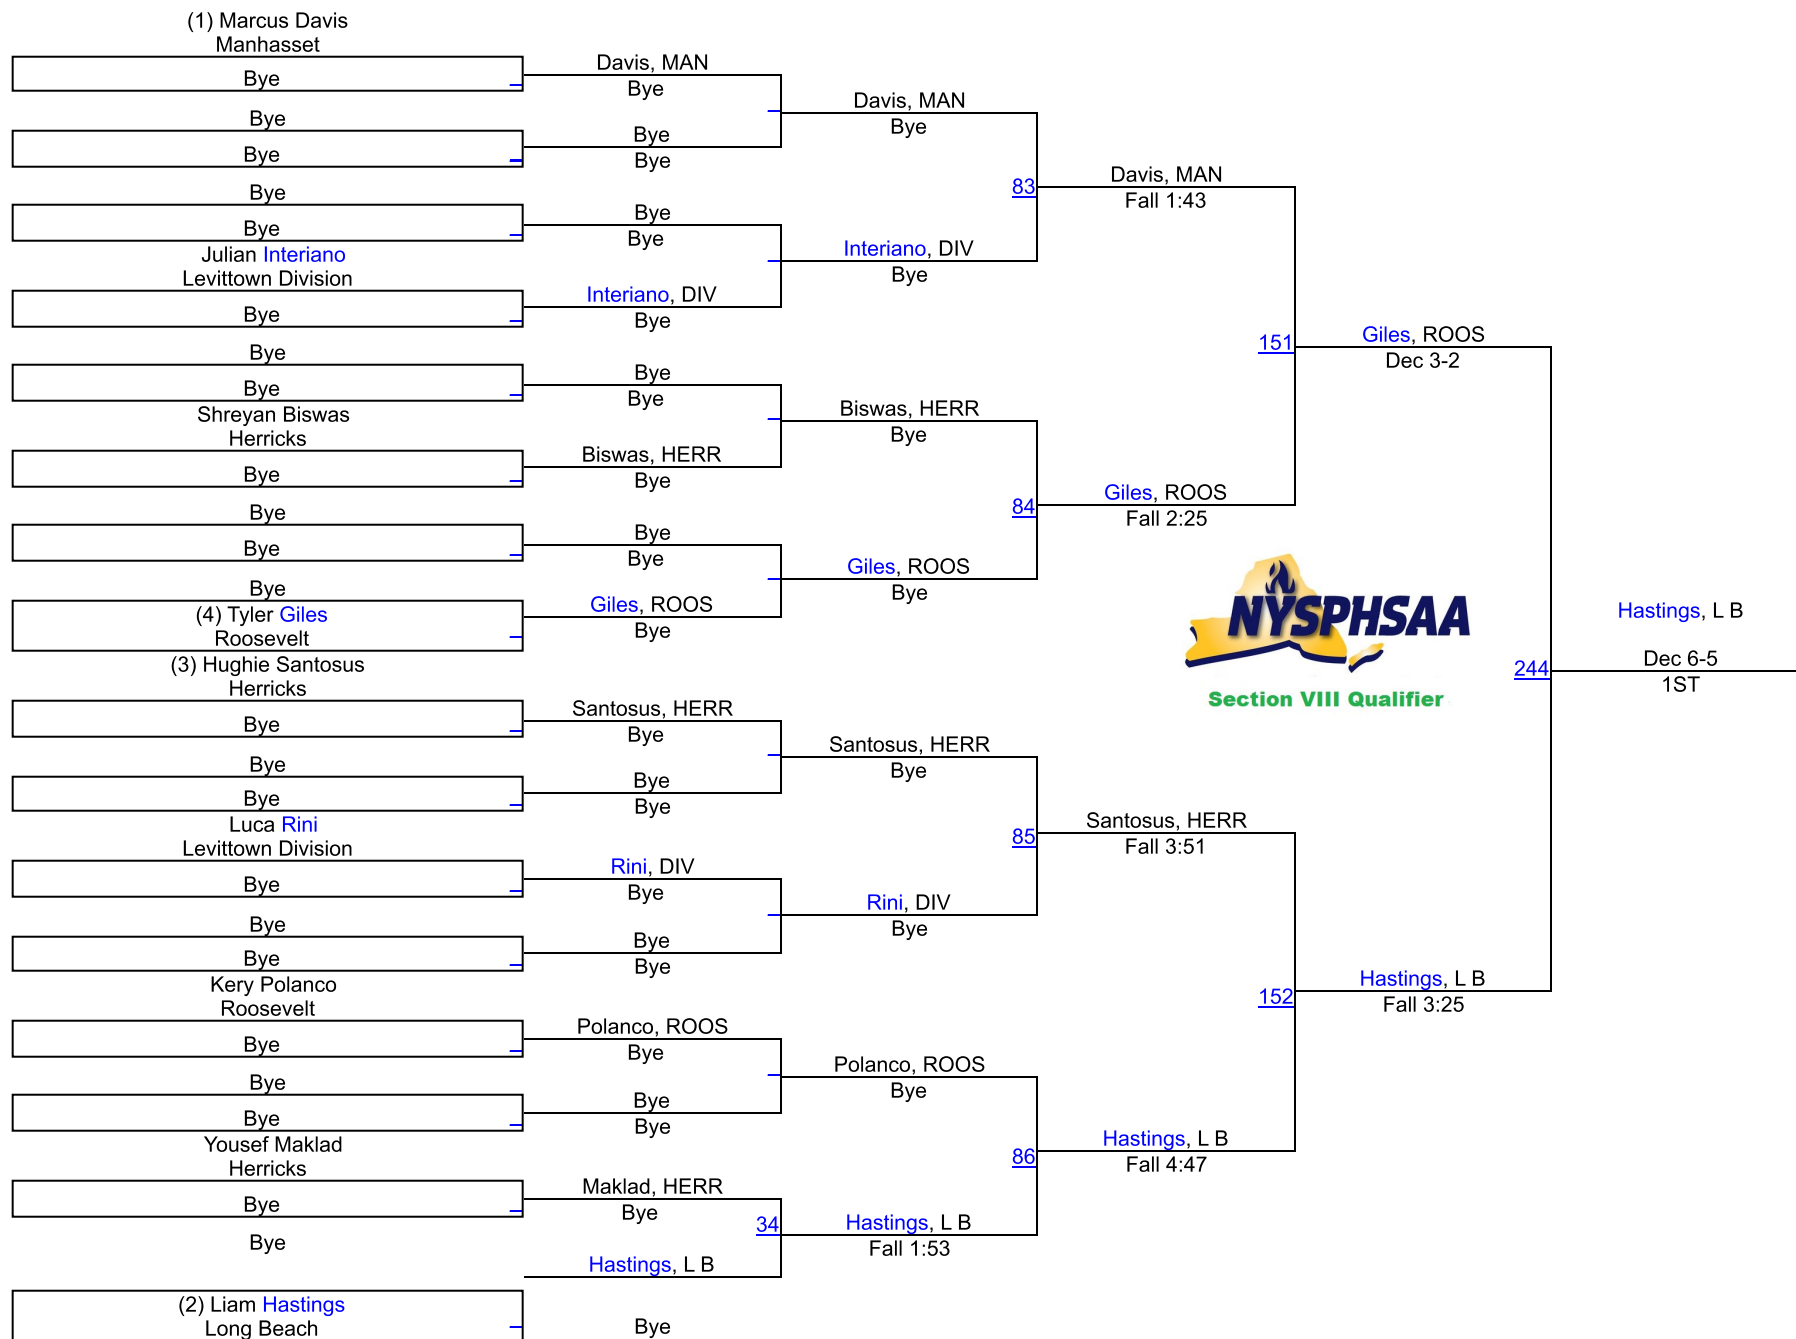 (1) Marcus Davis
Manhasset
Bye
Bye
Bye
Bye
Bye
Julian Interiano
Levittown Division
Bye
Bye
Bye
Shreyan Biswas
Herricks
Bye
Bye
Bye
Bye
(4) Tyler Giles
Roosevelt
(3) Hughie Santosus
Herricks
Bye
Bye
Bye
Luca Rini
Levittown Division
Bye
Bye
Bye
Kery Polanco
Roosevelt
Bye
Bye
Bye
Yousef Maklad
Herricks
Bye
Bye
(2) Liam Hastings
Long Beach
Davis, MAN
Bye
Bye
Bye
Bye
Bye
Interiano, DIV
Bye
Bye
Bye
Biswas, HERR
Bye
Bye
Bye
Giles, ROOS
Bye
Santosus, HERR
Bye
Bye
Bye
Rini, DIV
Bye
Bye
Bye
Polanco, ROOS
Bye
Bye
Bye
Maklad, HERR
Bye
34
Hastings, L B
Bye
Davis, MAN
Bye
83
Interiano, DIV
Bye
Biswas, HERR
Bye
84
Giles, ROOS
Bye
Santosus, HERR
Bye
85
Rini, DIV
Bye
Polanco, ROOS
Bye
86
Hastings, L B
Fall 1:53
Davis, MAN
Fall 1:43
151
Giles, ROOS
Fall 2:25
NYSPHSAA
Section VIII Qualifier
Santosus, HERR
Fall 3:51
152
Hastings, L B
Fall 4:47
Giles, ROOS
Dec 3-2
244
Hastings, L B
Fall 3:25
Hastings, L B
Dec 6-5
1ST